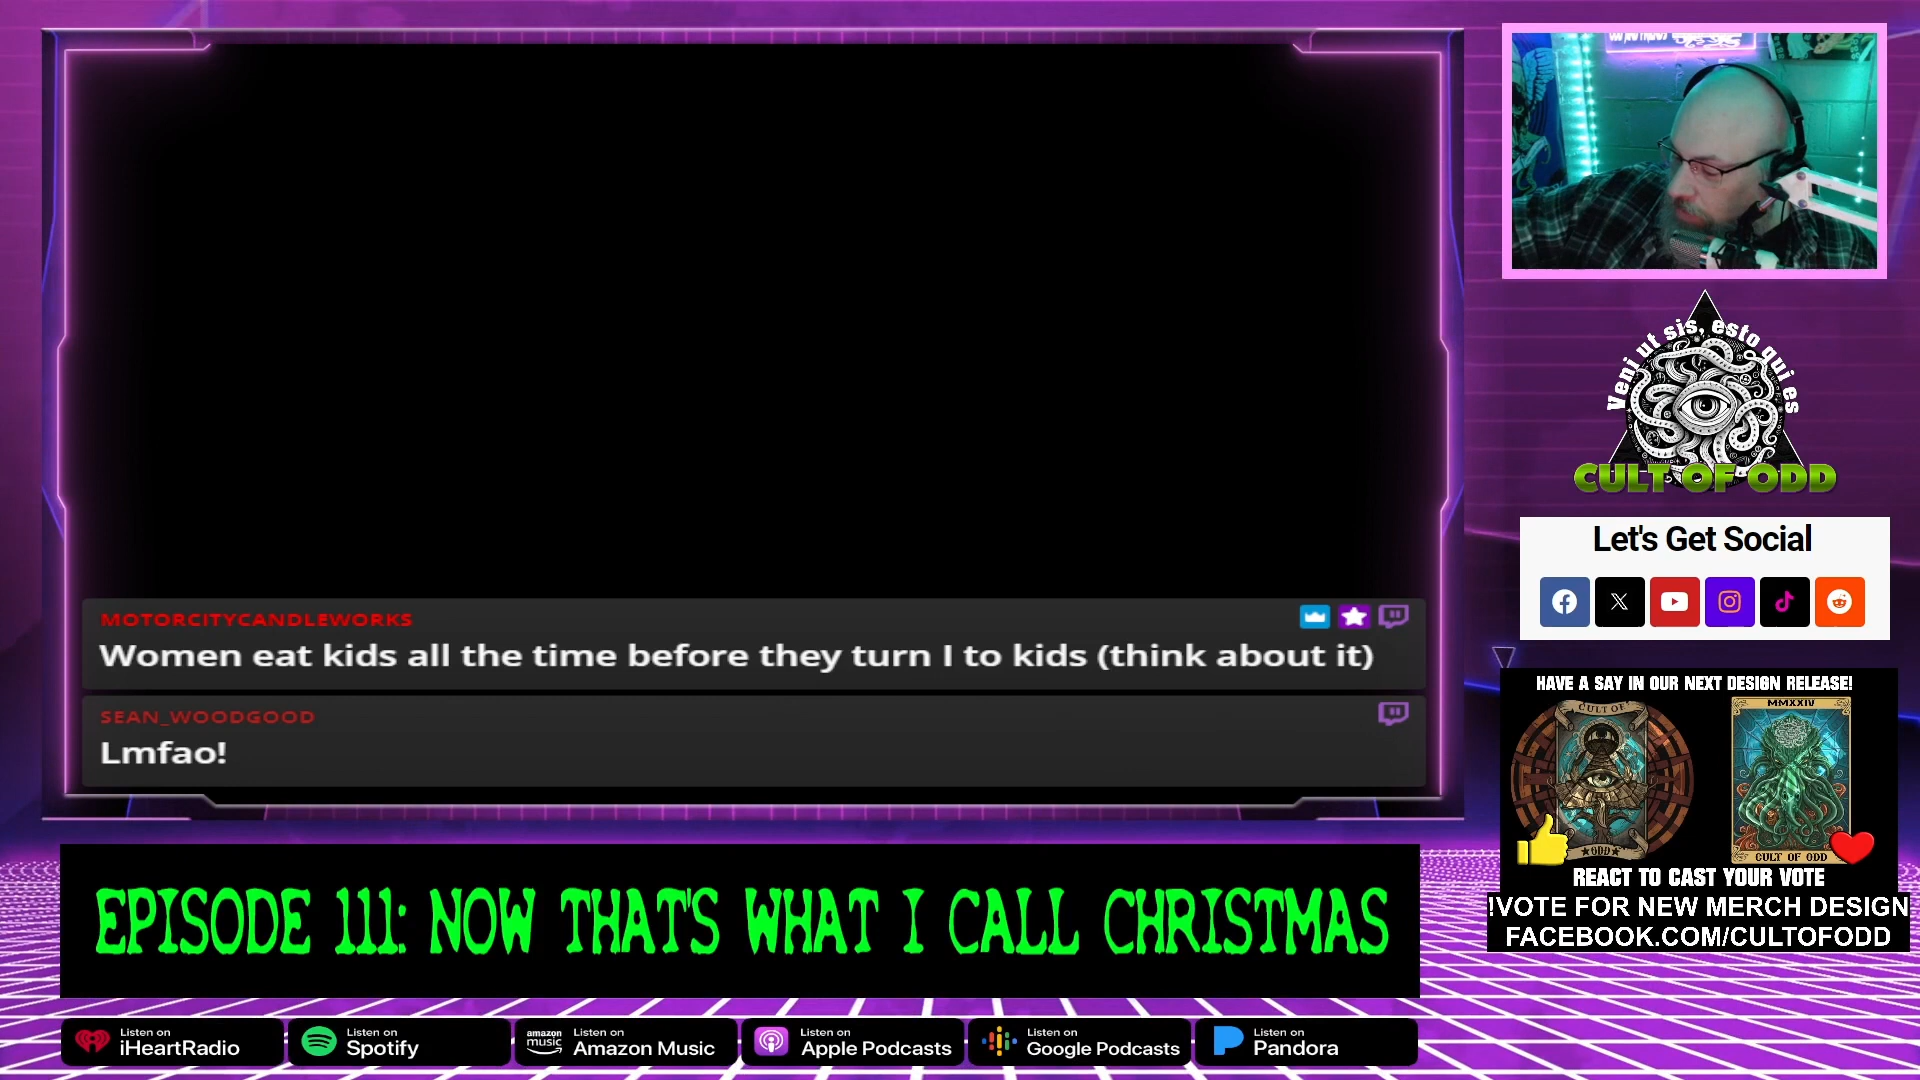 MOTORCITYCANDLEWORKS
Women eat kids all the time before they turn I to kids (think about it)
SEAN_WOODGOOD
Lmfao!
EPISODE 111: NOW THAT'S WHAT I CALL CHRISTMAS
Listen on
iHeartRadio
Listen on
Spotify
amazon
music
Listen on
Amazon Music
Listen on
Apple Podcasts
Listen on
Google Podcasts
Listen on
Pandora
Veni ut sis, esto qui es
CULT OF ODD
Let's Get Social
HAVE A SAY IN OUR NEXT DESIGN RELEASE!
CULT OF
ODD
MMXXIV
CULT OF ODD
REACT TO CAST YOUR VOTE
!VOTE FOR NEW MERCH DESIGN
FACEBOOK.COM/CULTOFODD